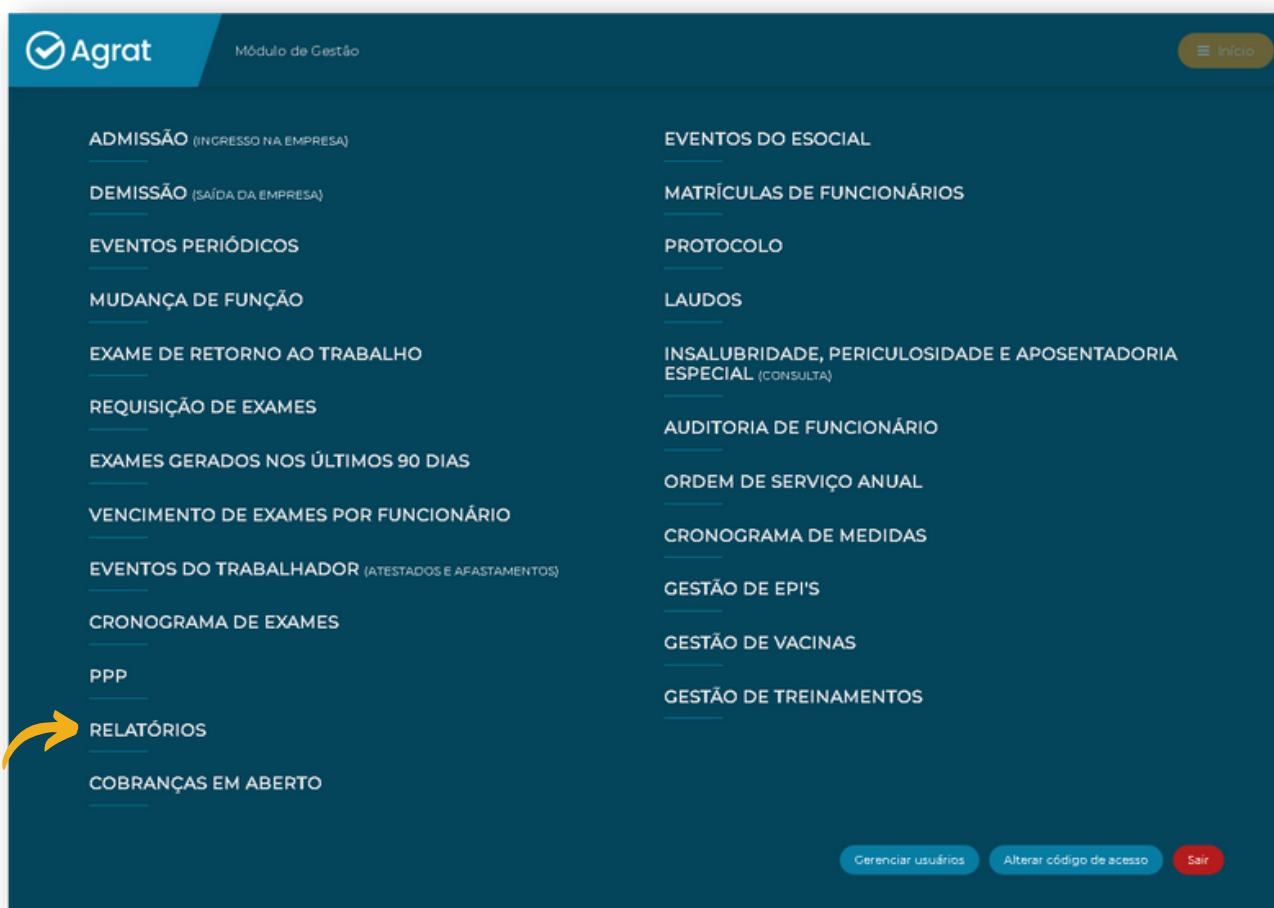 Agrat
Módulo de Gestão
Início
ADMISSÃO (INGRESSO NA EMPRESA)
DEMISSÃO (SAÍDA DA EMPRESA)
EVENTOS PERIÓDICOS
MUDANÇA DE FUNÇÃO
EXAME DE RETORNO AO TRABALHO
REQUISIÇÃO DE EXAMES
EXAMES GERADOS NOS ÚLTIMOS 90 DIAS
VENCIMENTO DE EXAMES POR FUNCIONÁRIO
EVENTOS DO TRABALHADOR (ATESTADOS E AFASTAMENTOS)
CRONOGRAMA DE EXAMES
PPP
RELATÓRIOS
COBRANÇAS EM ABERTO
EVENTOS DO ESOCIAL
MATRÍCULAS DE FUNCIONÁRIOS
PROTOCOLO
LAUDOS
INSALUBRIDADE, PERICULOSIDADE E APOSENTADORIA
ESPECIAL (CONSULTA)
AUDITORIA DE FUNCIONÁRIO
ORDEM DE SERVIÇO ANUAL
CRONOGRAMA DE MEDIDAS
GESTÃO DE EPI'S
GESTÃO DE VACINAS
GESTÃO DE TREINAMENTOS
Gerenciar usuários
Alterar código de acesso
Sair